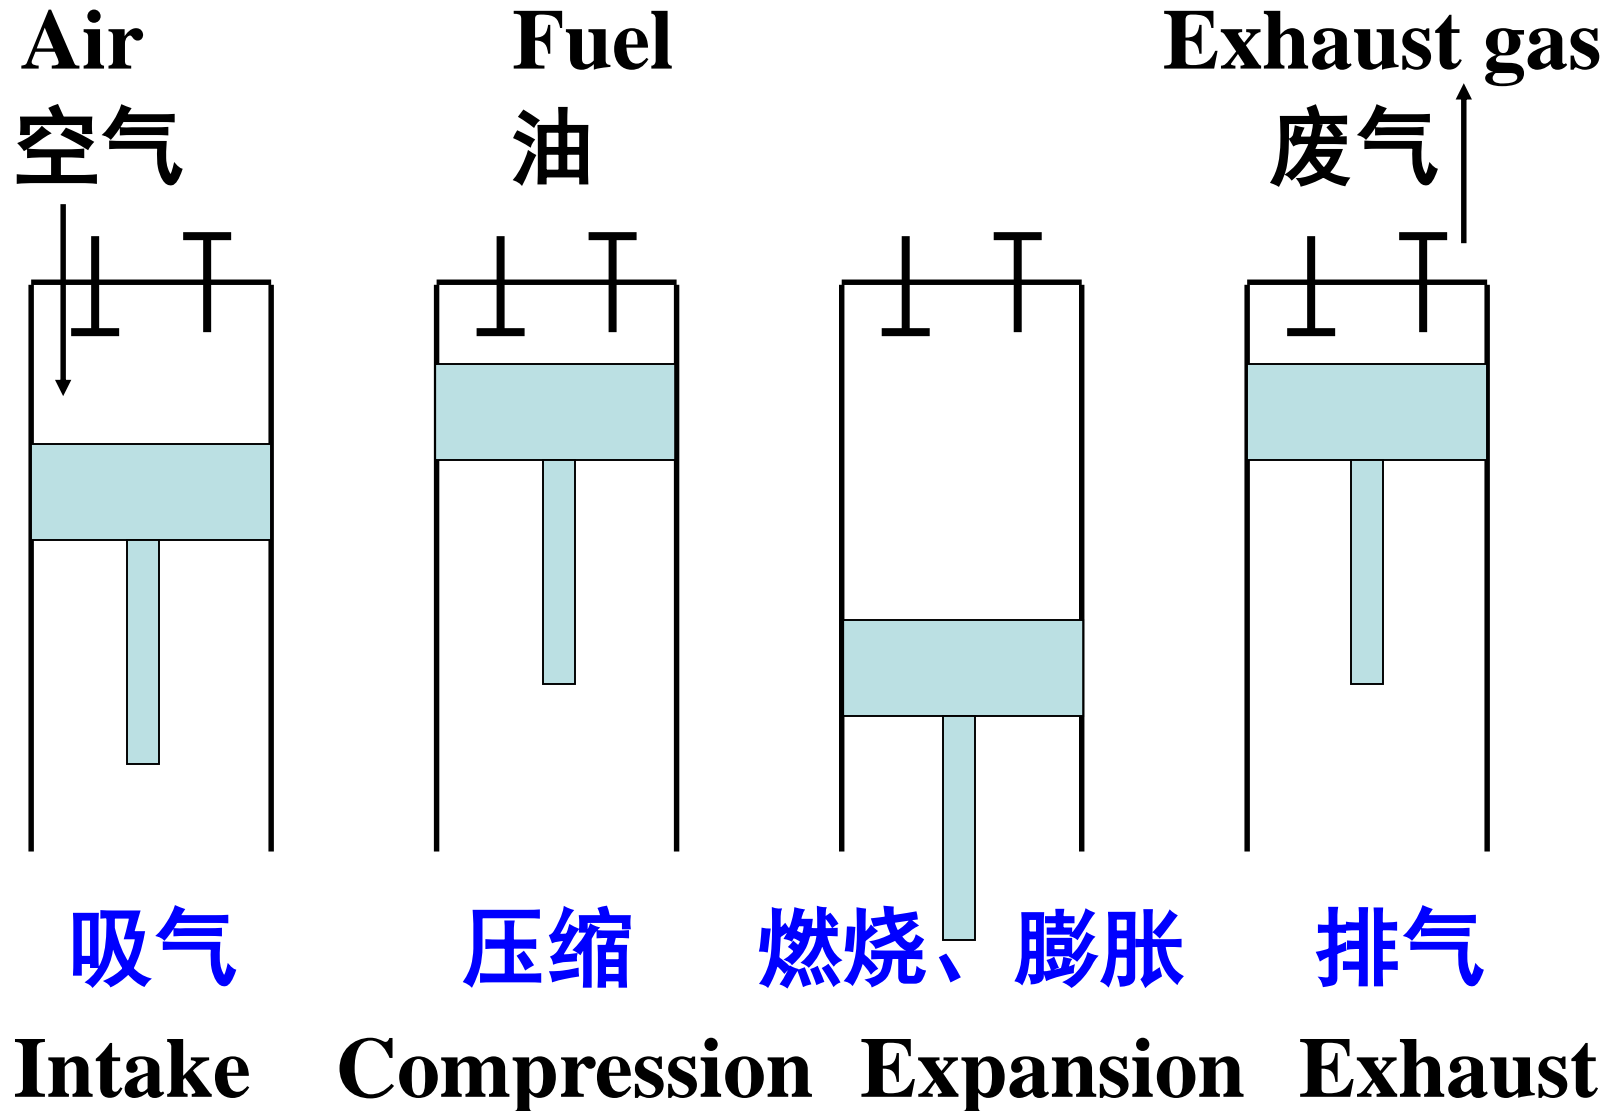 Air Fuel Exhaust gas
空气 油 废气
吸气 压缩 燃烧、膨胀 排气
Intake Compression Expansion Exhaust